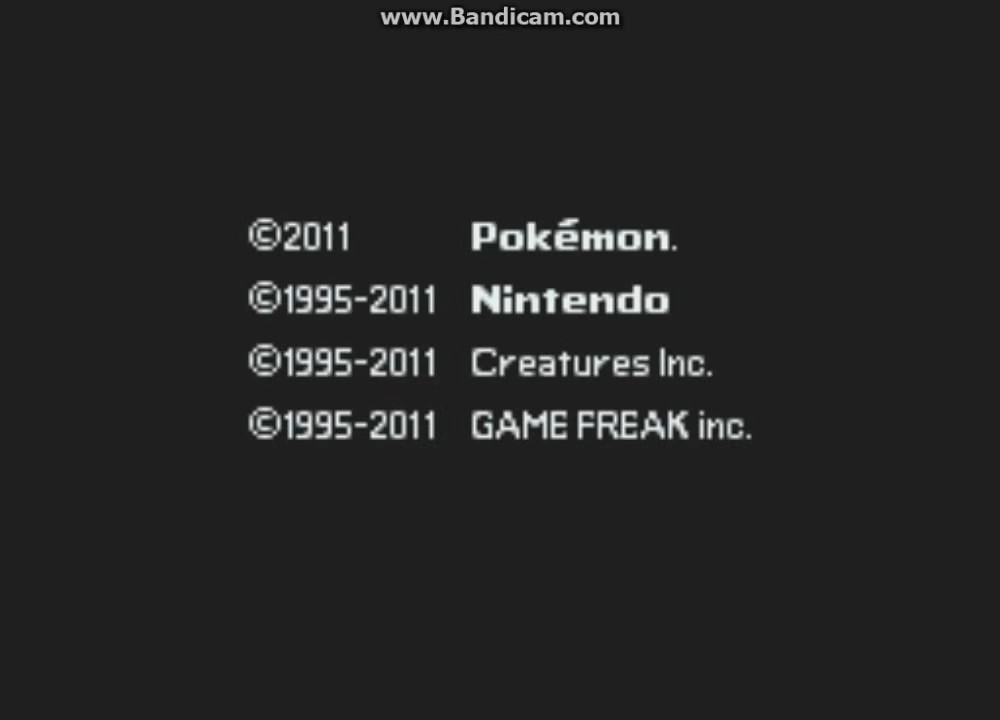 www.Bandicam.com
©2011 Pokémon.
©1995-2011 Nintendo
©1995-2011 Creatures Inc.
©1995-2011 GAME FREAK inc.